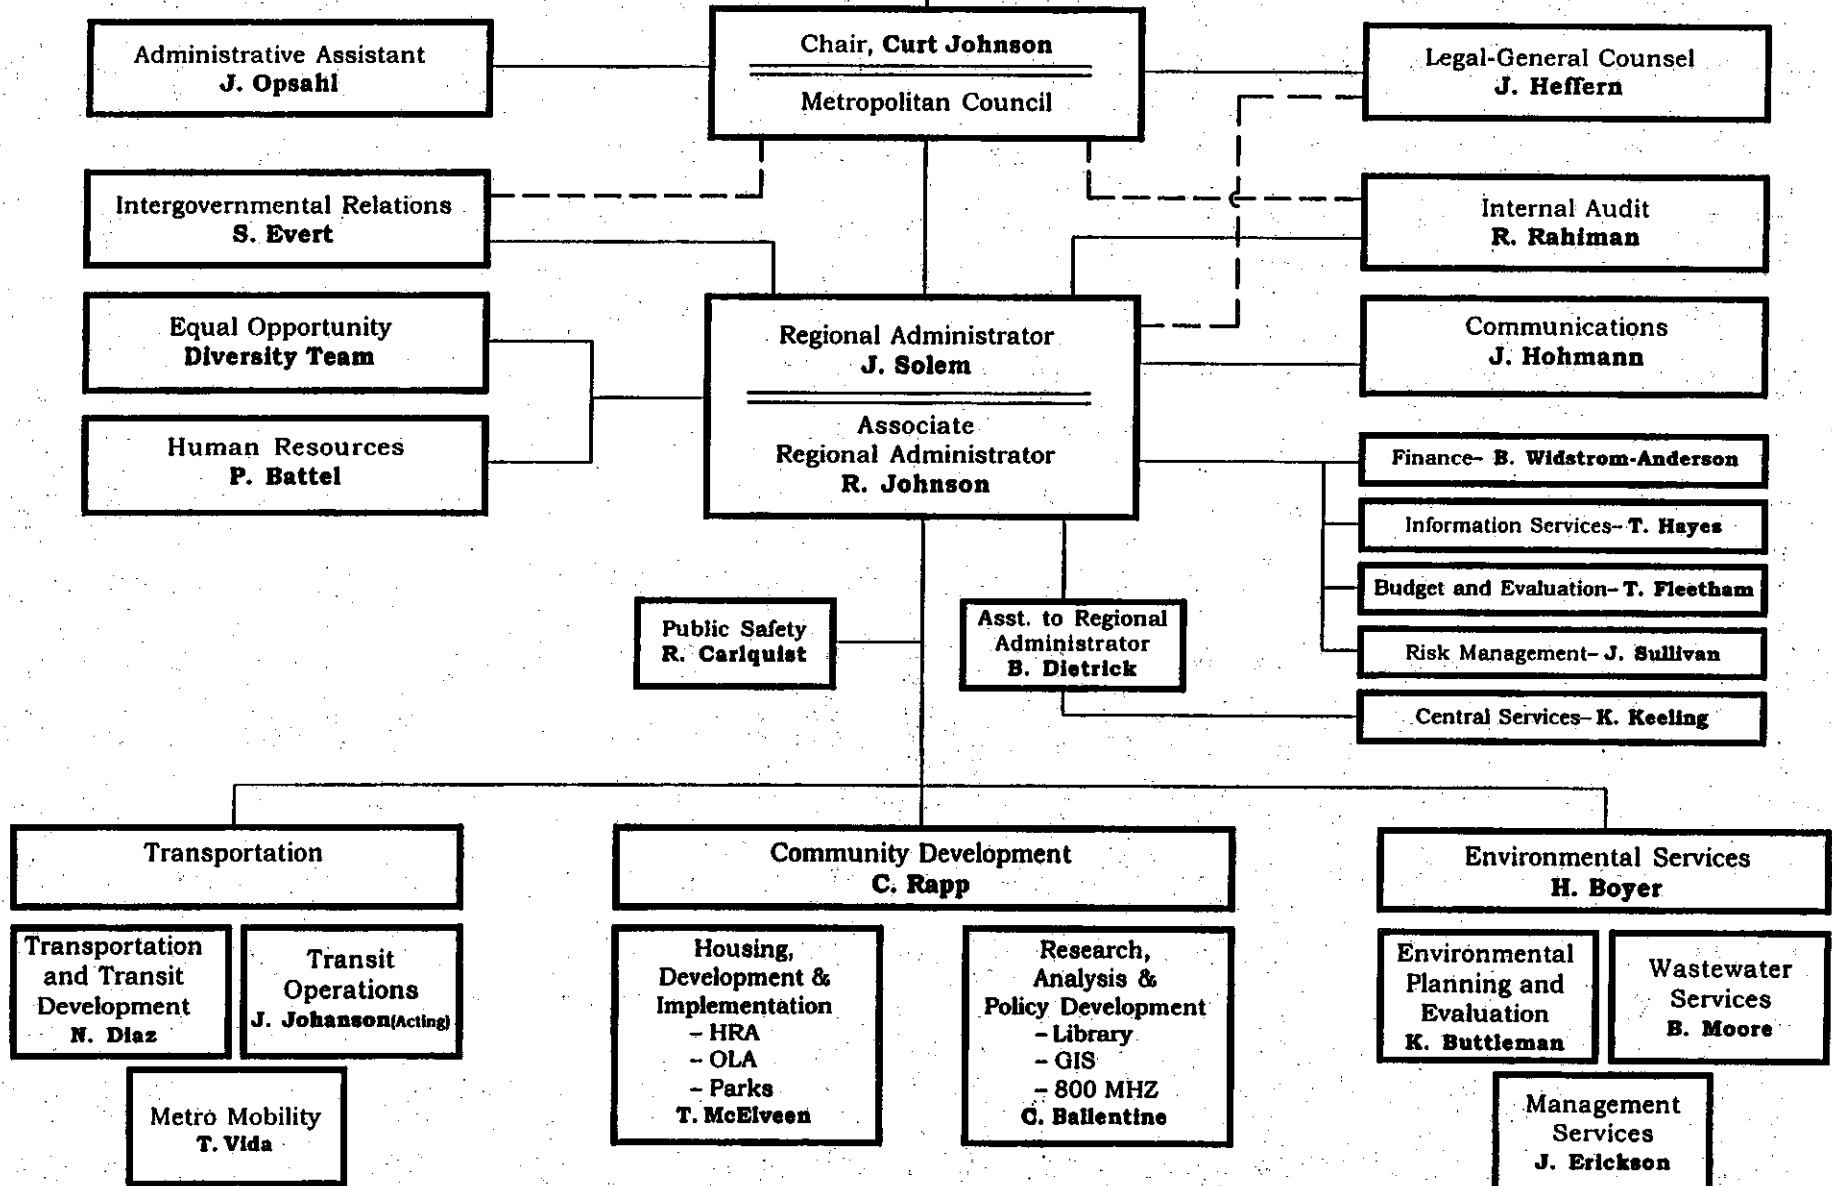 Administrative Assistant
J. Opsahl
Chair, Curt Johnson
Metropolitan Council
Legal-General Counsel
J. Heffern
Intergovernmental Relations
S. Evert
Internal Audit
R. Rahiman
Equal Opportunity
Diversity Team
Regional Administrator
J. Solem
Associate
Regional Administrator
R. Johnson
Communications
J. Hohmann
Human Resources
P. Battel
Finance– B. Widstrom-Anderson
Information Services– T. Hayes
Budget and Evaluation– T. Fleetham
Risk Management– J. Sullivan
Central Services– K. Keeling
Public Safety
R. Carlquist
Asst. to Regional
Administrator
B. Dietrick
Transportation
Transportation
and Transit
Development
N. Diaz
Transit
Operations
J. Johanson(Acting)
Metro Mobility
T. Vida
Community Development
C. Rapp
Housing,
Development &
Implementation
– HRA
– OLA
– Parks
T. McElveen
Research,
Analysis &
Policy Development
– Library
– GIS
– 800 MHZ
C. Ballentine
Environmental Services
H. Boyer
Environmental
Planning and
Evaluation
K. Buttleman
Wastewater
Services
B. Moore
Management
Services
J. Erickson